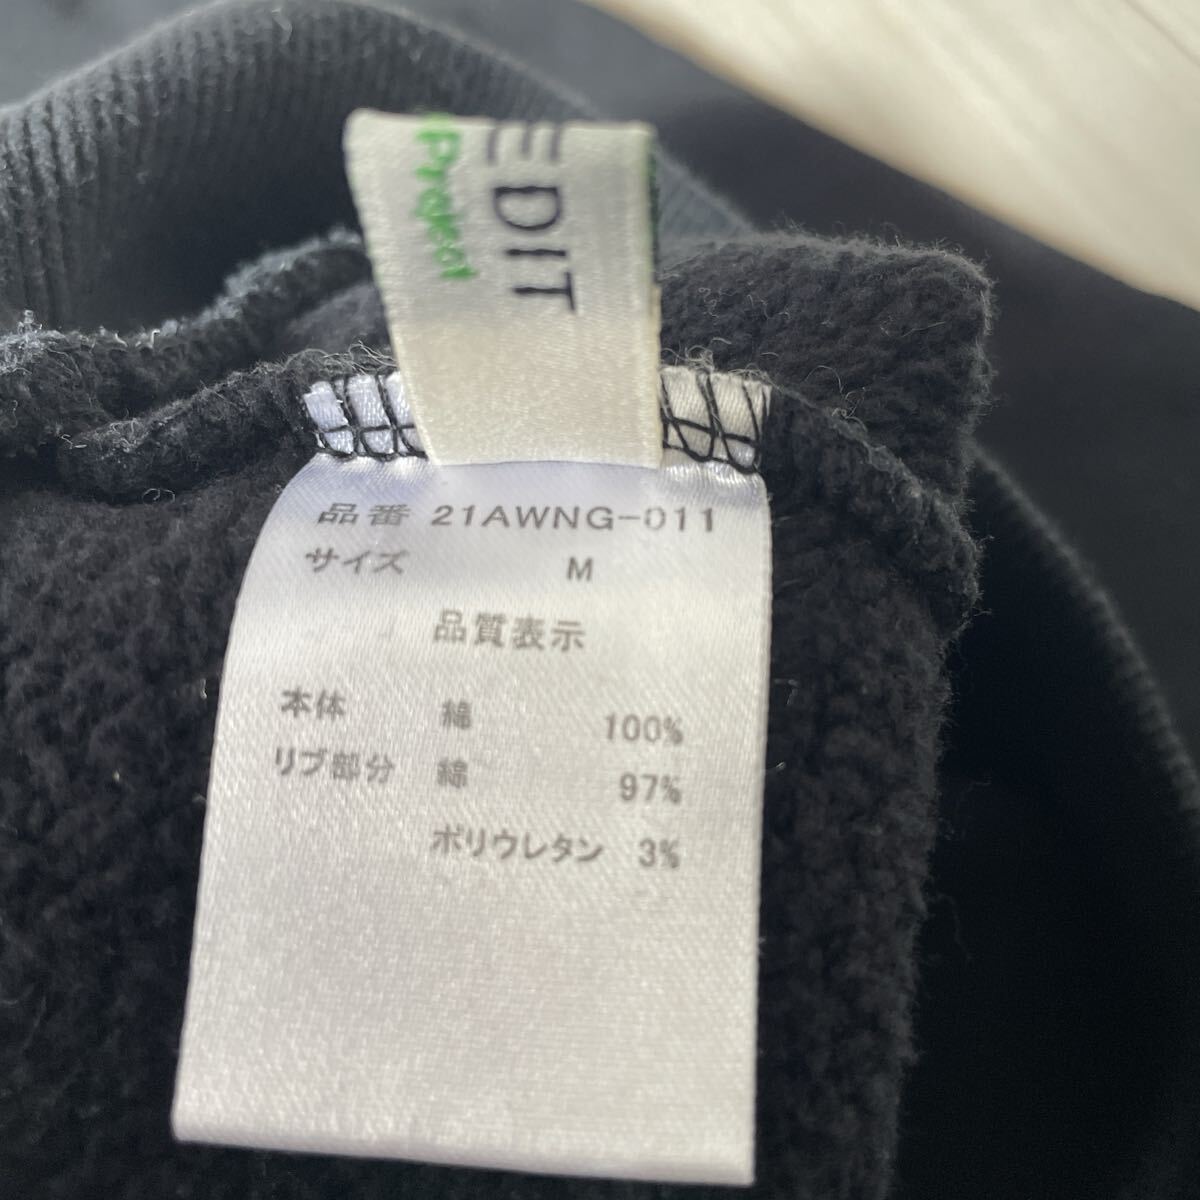 EDIT
Project
品番 21AWNG-011
サイズ M
品質表示
本体 綿 100%
リブ部分 綿 97%
ポリウレタン 3%